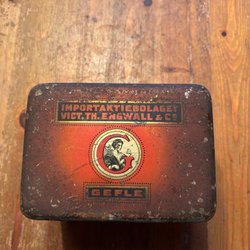 IMPORTAKTIEBOLAGET
VICT. TH. ENGWALL & Co
GEFLE